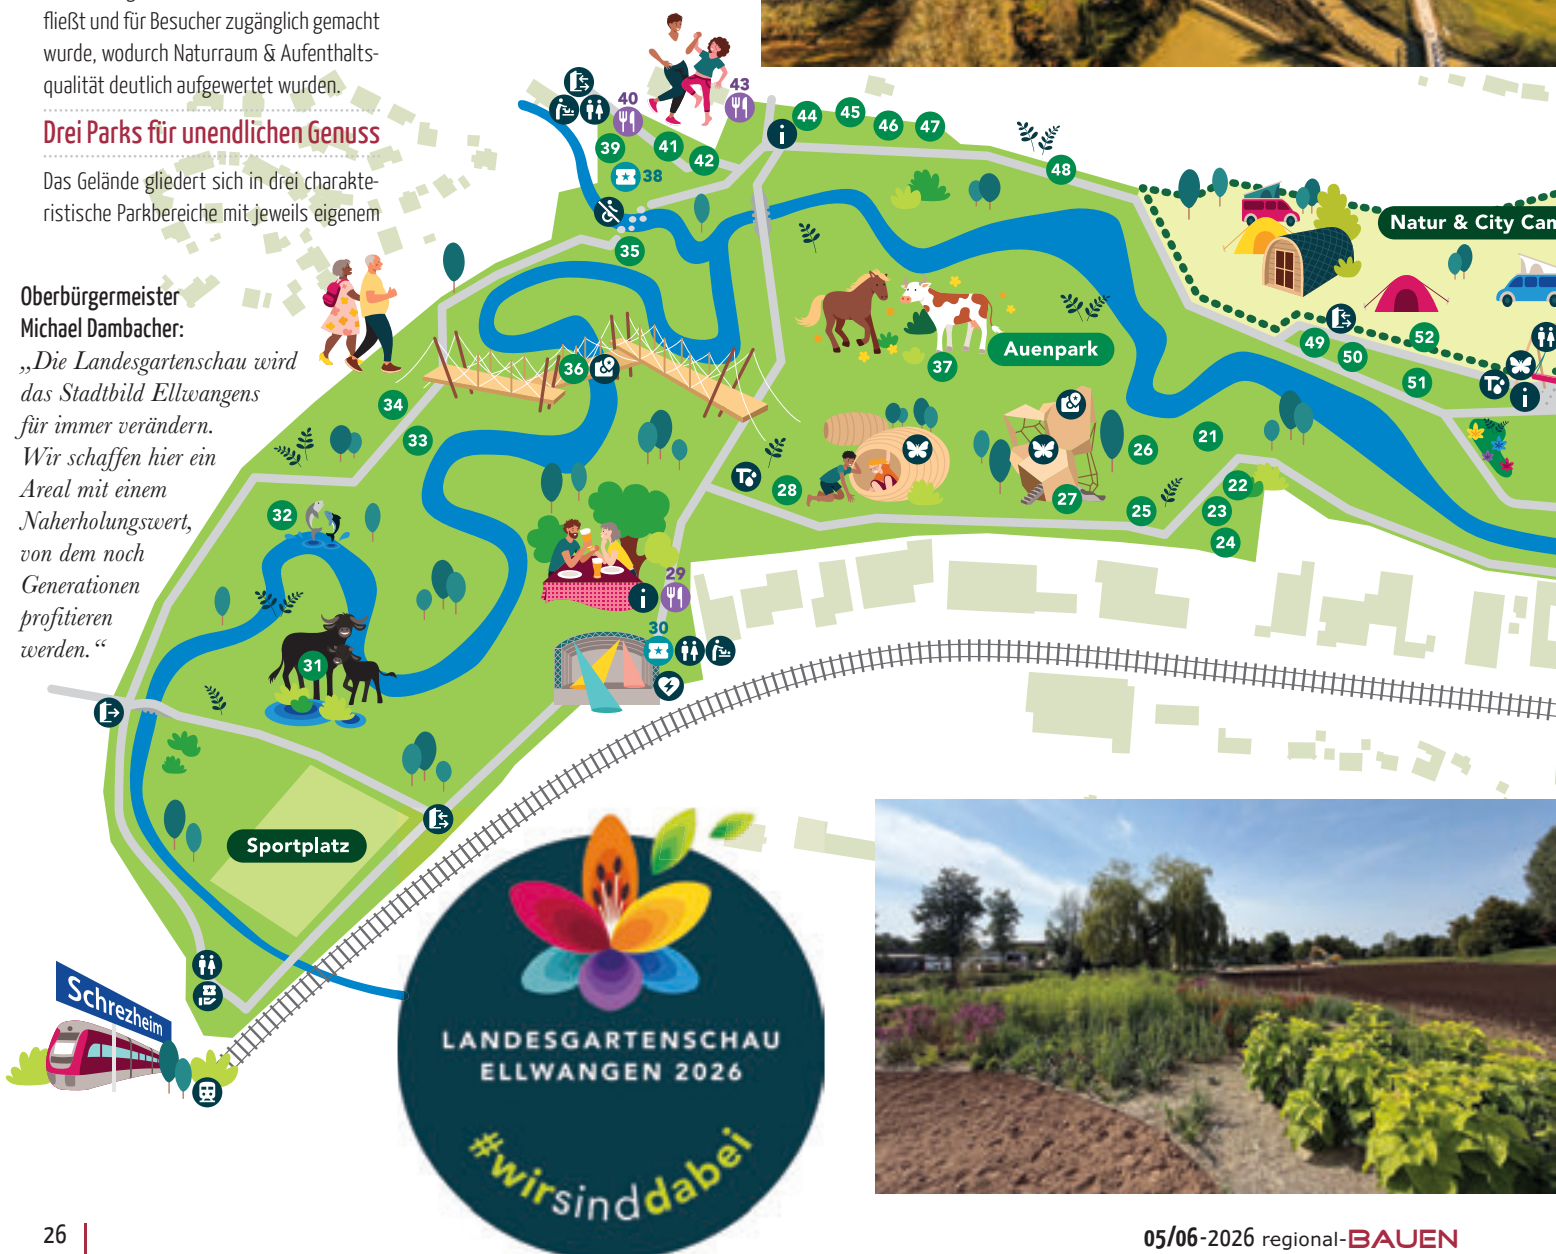 fließt und für Besucher zugänglich gemacht
wurde, wodurch Naturraum & Aufenthalts-
qualität deutlich aufgewertet wurden.
Drei Parks für unendlichen Genuss
Das Gelände gliedert sich in drei charakte-
ristische Parkbereiche mit jeweils eigenem
Oberbürgermeister
Michael Dambacher:
„Die Landesgartenschau wird
das Stadtbild Ellwangens
für immer verändern.
Wir schaffen hier ein
Areal mit einem
Naherholungswert,
von dem noch
Generationen
profitieren
werden.“
40
43
44
45
46
47
39
41
42
38
48
35
Natur & City Cam
36
37
Auenpark
49
50
52
51
34
33
32
28
27
26
25
21
22
23
24
29
30
31
Sportplatz
Schrezheim
LANDESGARTENSCHAU
ELLWANGEN 2026
#wirsinddabei
26
05/06-2026 regional-BAUEN